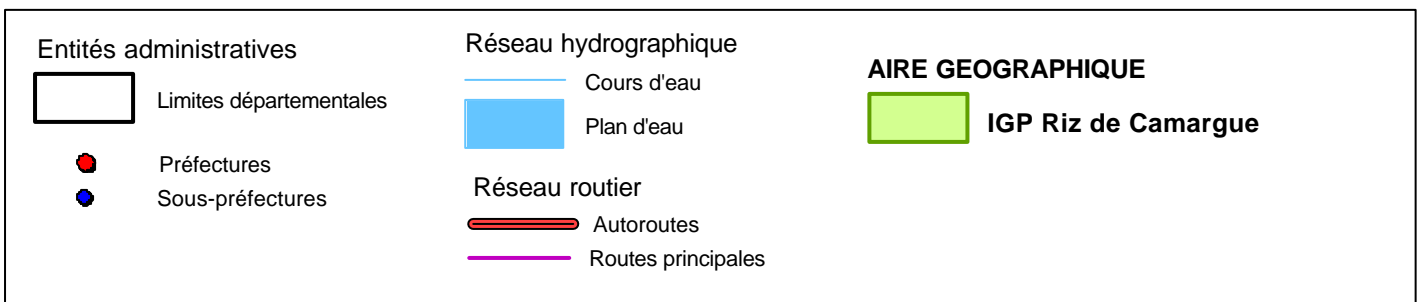 Entités administratives
Limites départementales
Préfectures
Sous-préfectures
Réseau hydrographique
Cours d'eau
Plan d'eau
Réseau routier
Autoroutes
Routes principales
AIRE GEOGRAPHIQUE
IGP Riz de Camargue